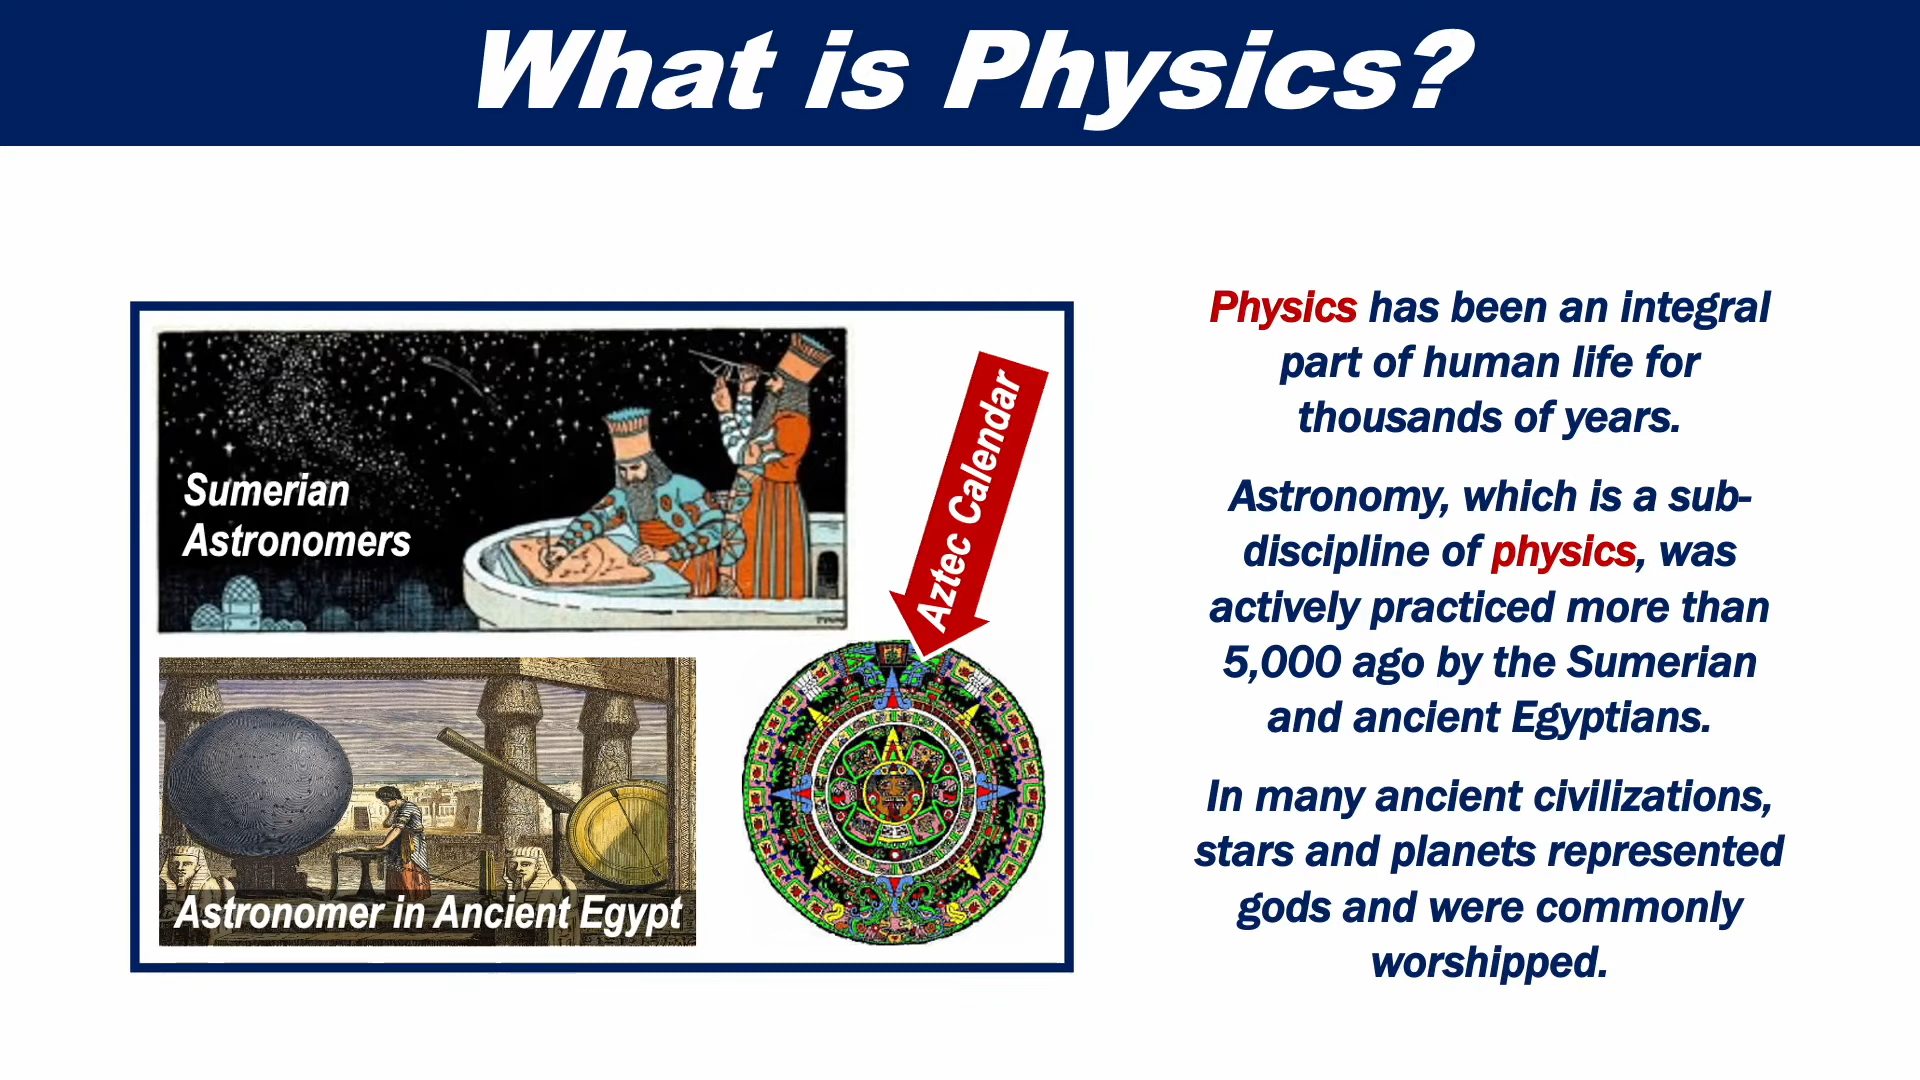 What is Physics?
Sumerian
Astronomers
Aztec Calendar
Astronomer in Ancient Egypt
Physics has been an integral
part of human life for
thousands of years.
Astronomy, which is a sub-
discipline of physics, was
actively practiced more than
5,000 ago by the Sumerian
and ancient Egyptians.
In many ancient civilizations,
stars and planets represented
gods and were commonly
worshipped.